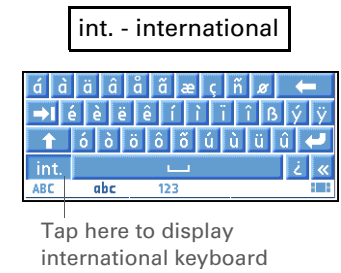 int. - international
á à ä â å ã æ ç ñ ø
é è ë ê í ì ï î ß ý ÿ
ó ò ö ô õ ú ù ü û
int. ¿ «
ABC abc 123
Tap here to display
international keyboard